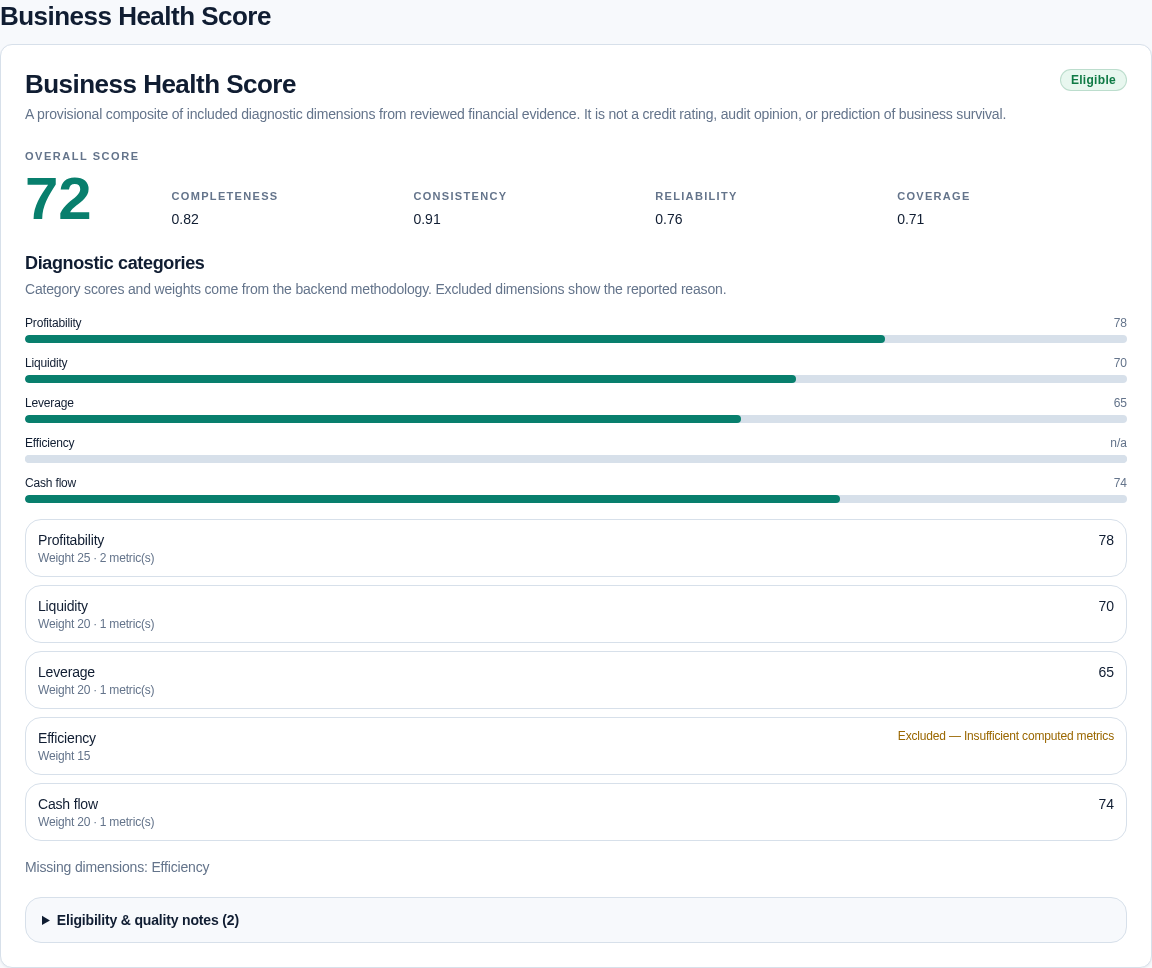 Business Health Score
Business Health Score
Eligible
A provisional composite of included diagnostic dimensions from reviewed financial evidence. It is not a credit rating, audit opinion, or prediction of business survival.
OVERALL SCORE
72
COMPLETENESS
0.82
CONSISTENCY
0.91
RELIABILITY
0.76
COVERAGE
0.71
Diagnostic categories
Category scores and weights come from the backend methodology. Excluded dimensions show the reported reason.
Profitability 78
Liquidity 70
Leverage 65
Efficiency n/a
Cash flow 74
Profitability 78
Weight 25 · 2 metric(s)
Liquidity 70
Weight 20 · 1 metric(s)
Leverage 65
Weight 20 · 1 metric(s)
Efficiency Excluded — Insufficient computed metrics
Weight 15
Cash flow 74
Weight 20 · 1 metric(s)
Missing dimensions: Efficiency
Eligibility & quality notes (2)